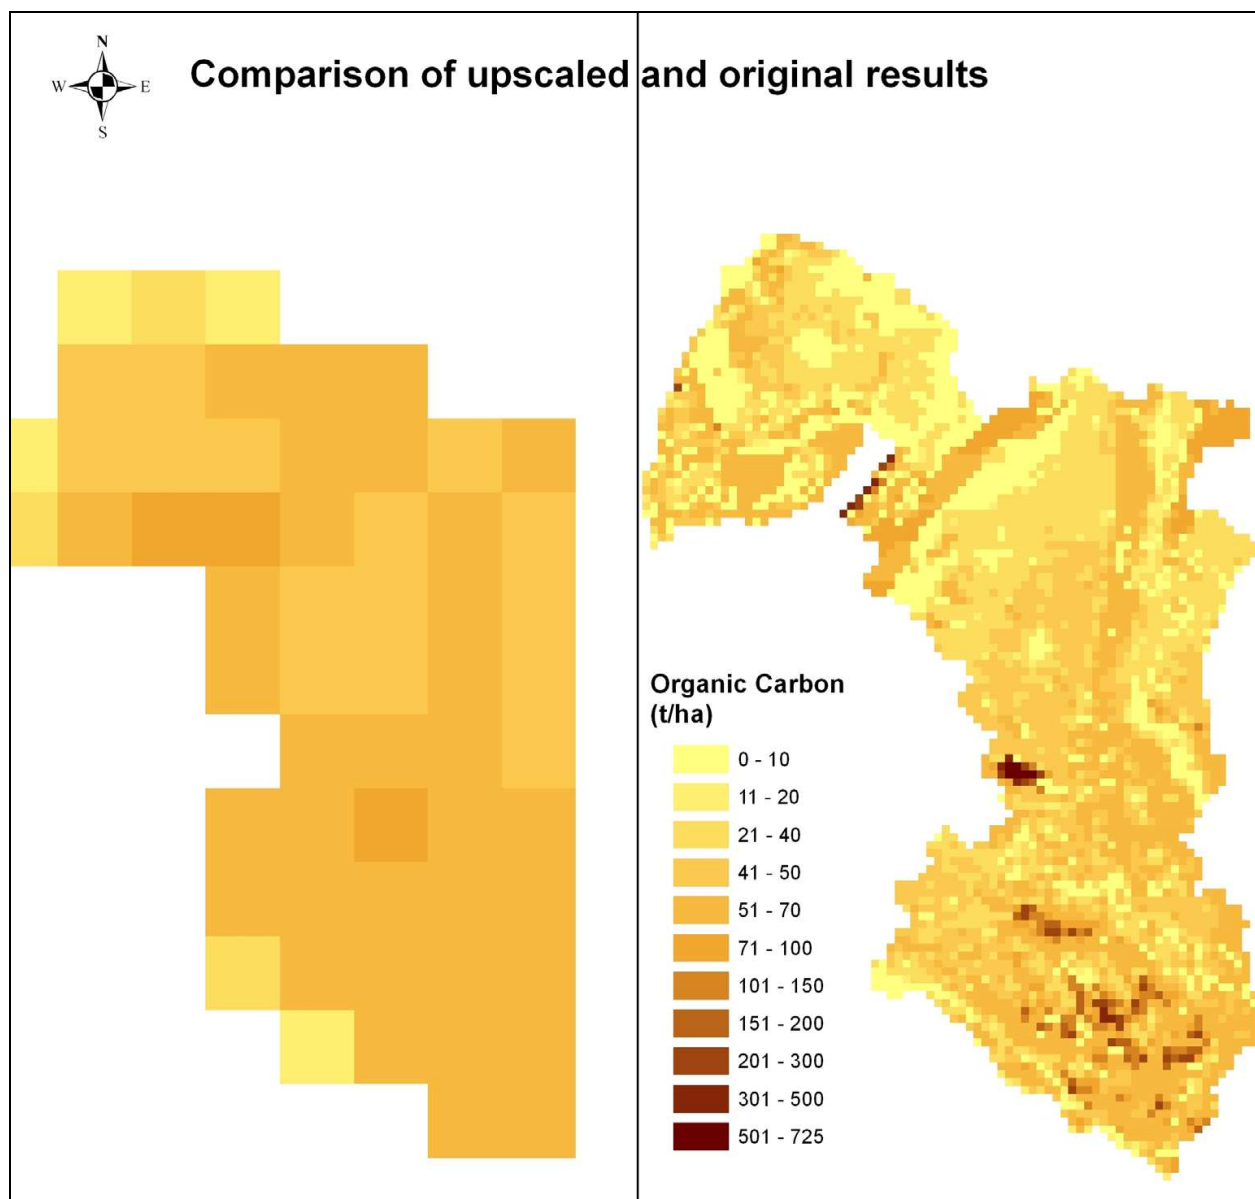 N
W E
S
Comparison of upscaled and original results
Organic Carbon
(t/ha)
0 - 10
11 - 20
21 - 40
41 - 50
51 - 70
71 - 100
101 - 150
151 - 200
201 - 300
301 - 500
501 - 725